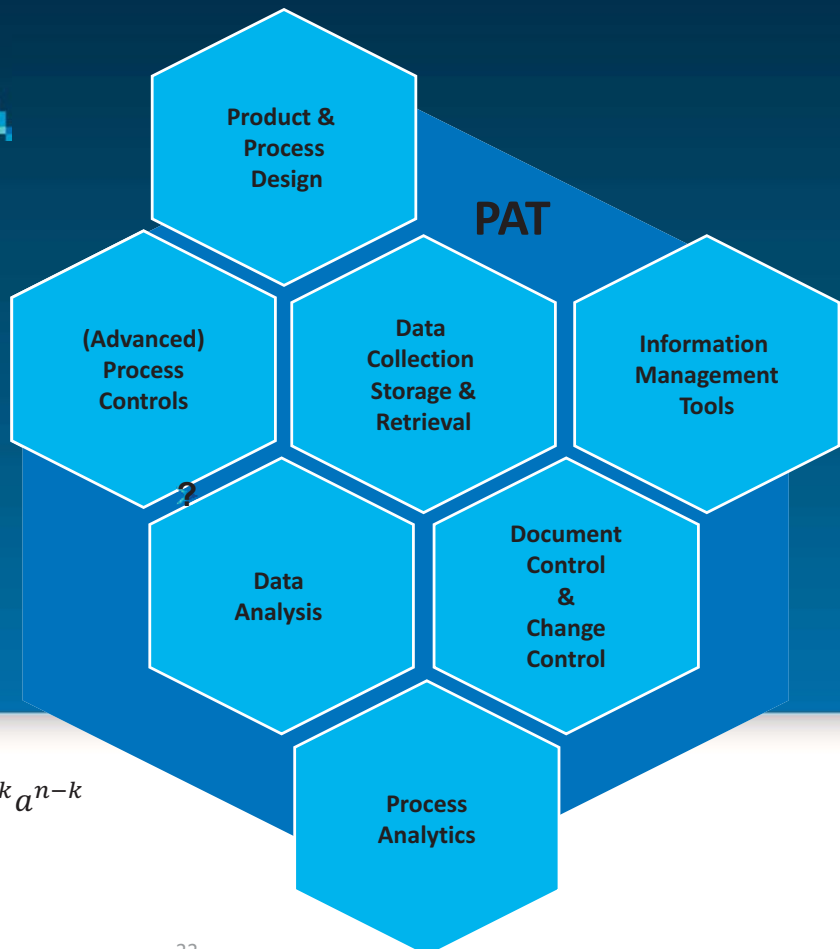 Product &
Process
Design
PAT
(Advanced)
Process
Controls
Data
Collection
Storage &
Retrieval
Information
Management
Tools
?
Data
Analysis
Document
Control
&
Change
Control
k a^{n−k}
Process
Analytics